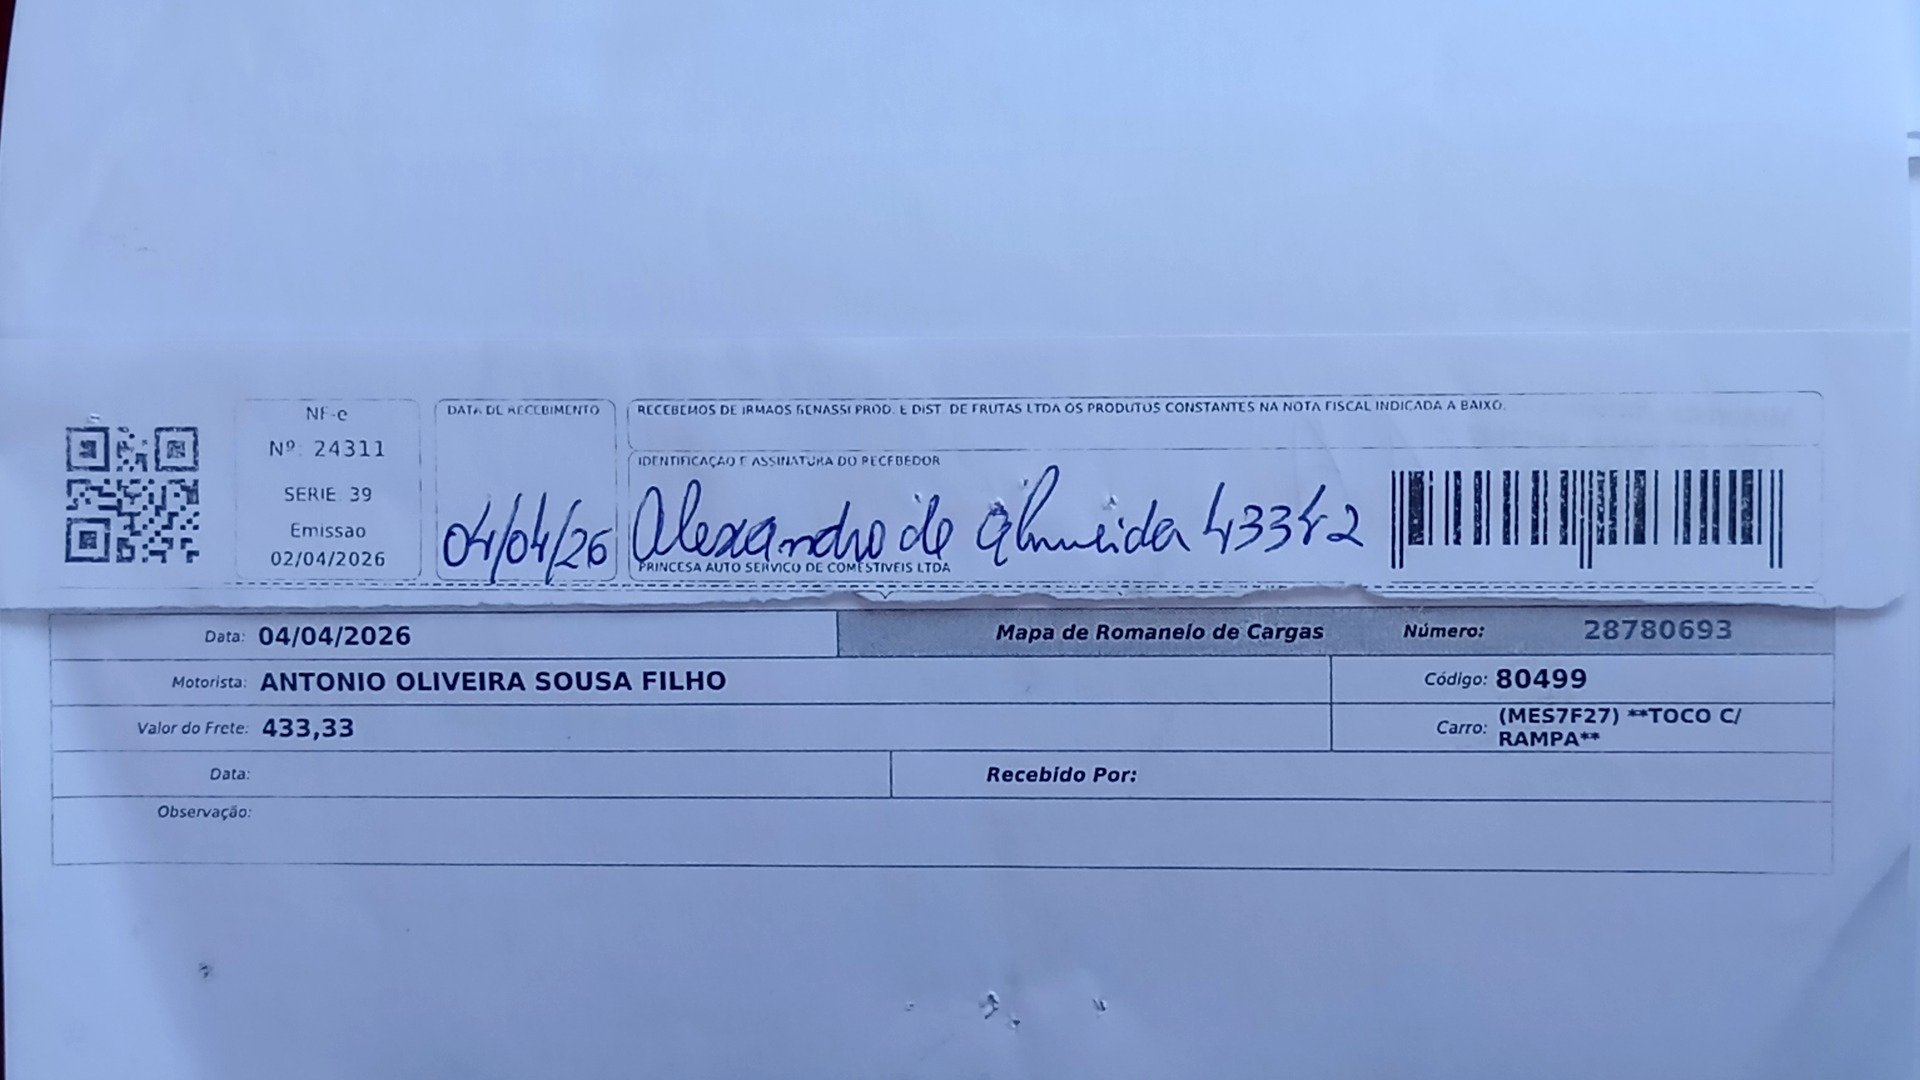 NF-e
Nº: 24311
SERIE: 39
Emissao
02/04/2026
DATA DE RECEBIMENTO
04/04/26
RECEBEMOS DE IRMAOS BENASSI PROD. E DIST. DE FRUTAS LTDA OS PRODUTOS CONSTANTES NA NOTA FISCAL INDICADA A BAIXO.
IDENTIFICAÇÃO E ASSINATURA DO RECEBEDOR
Alexandro de Almeida 43342
PRINCESA AUTO SERVICO DE COMESTIVEIS LTDA
Data: 04/04/2026 Mapa de Romaneio de Cargas Número: 28780693
Motorista: ANTONIO OLIVEIRA SOUSA FILHO Código: 80499
Valor do Frete: 433,33 Carro: (MES7F27) **TOCO C/
RAMPA**
Data: Recebido Por:
Observação: